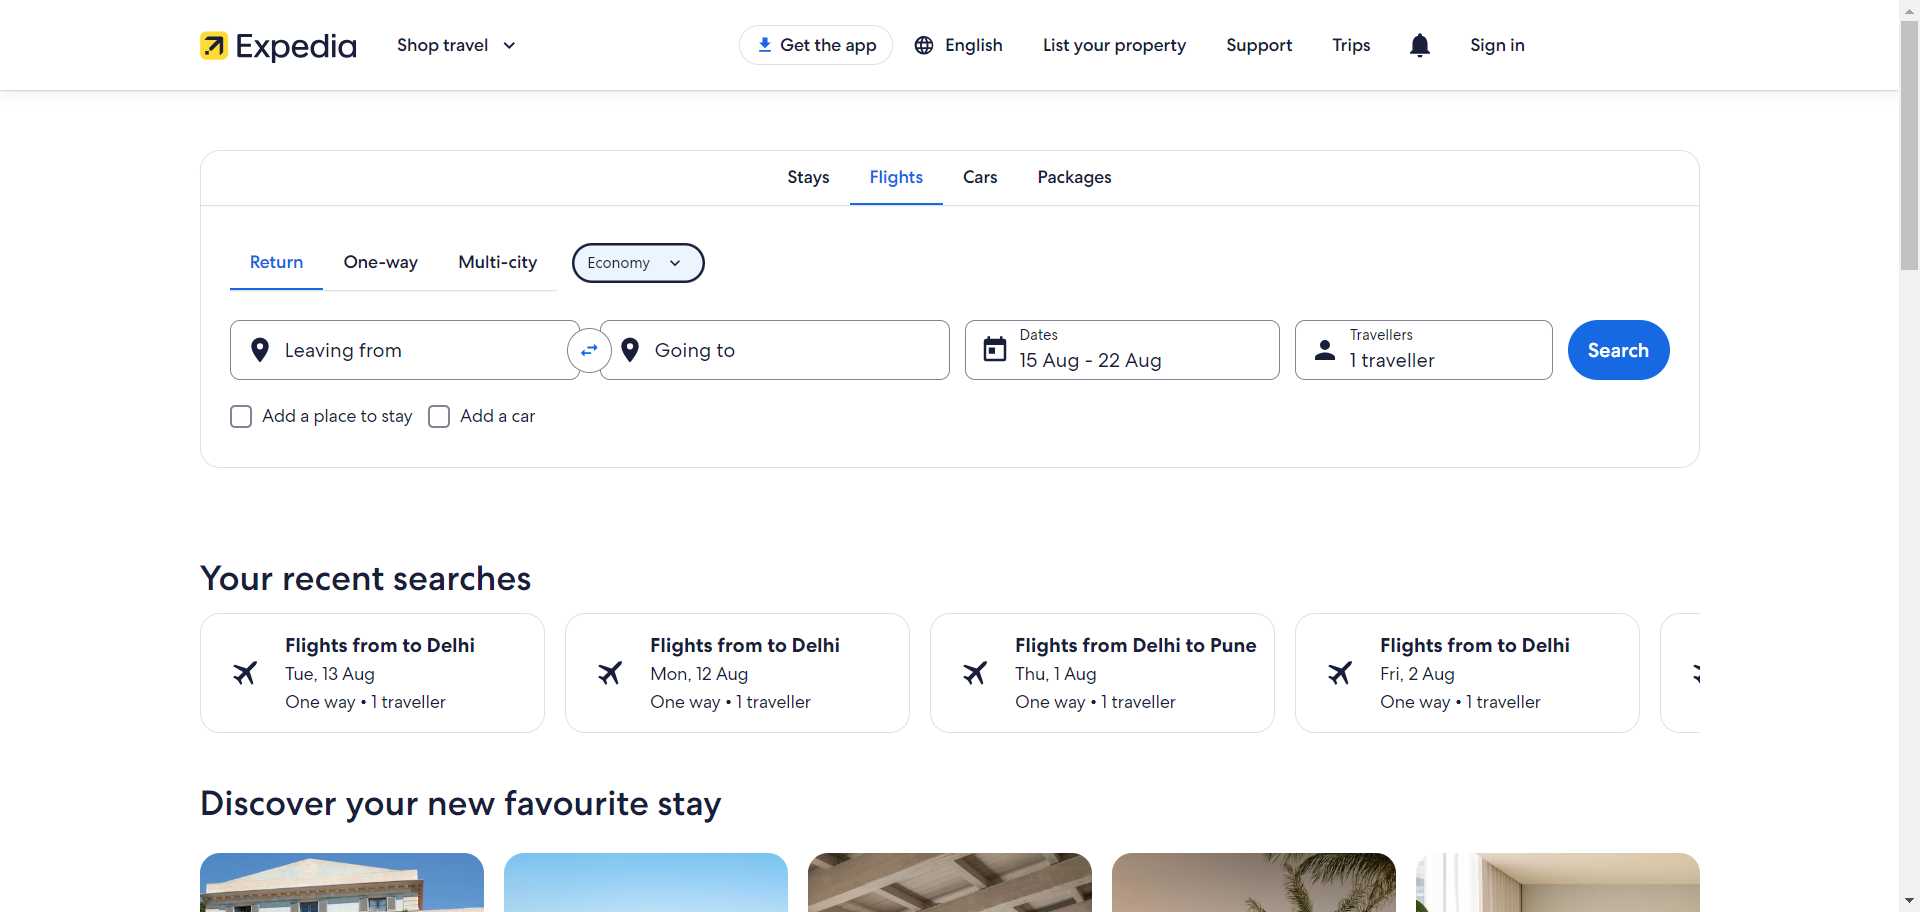 Expedia
Shop travel
Get the app
English
List your property
Support
Trips
Sign in
Stays
Flights
Cars
Packages
Return
One-way
Multi-city
Economy
Leaving from
Going to
Dates
15 Aug - 22 Aug
Travellers
1 traveller
Search
Add a place to stay
Add a car
Your recent searches
Flights from to Delhi
Tue, 13 Aug
One way • 1 traveller
Flights from to Delhi
Mon, 12 Aug
One way • 1 traveller
Flights from Delhi to Pune
Thu, 1 Aug
One way • 1 traveller
Flights from to Delhi
Fri, 2 Aug
One way • 1 traveller
Discover your new favourite stay